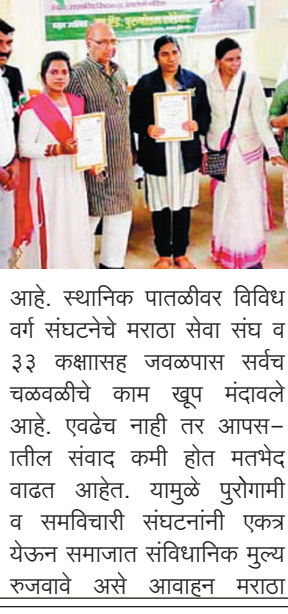 आहे. स्थानिक पातळीवर विविध
वर्ग संघटनेचे मराठा सेवा संघ व
३३ कक्षाासह जवळपास सर्वच
चळवळीचे काम खूप मंदावले
आहे. एवढेच नाही तर आपस-
ातील संवाद कमी होत मतभेद
वाढत आहेत. यामुळे पुरोगामी
व समविचारी संघटनांनी एकत्र
येऊन समाजात संविधानिक मुल्य
रुजवावे असे आवाहन मराठा